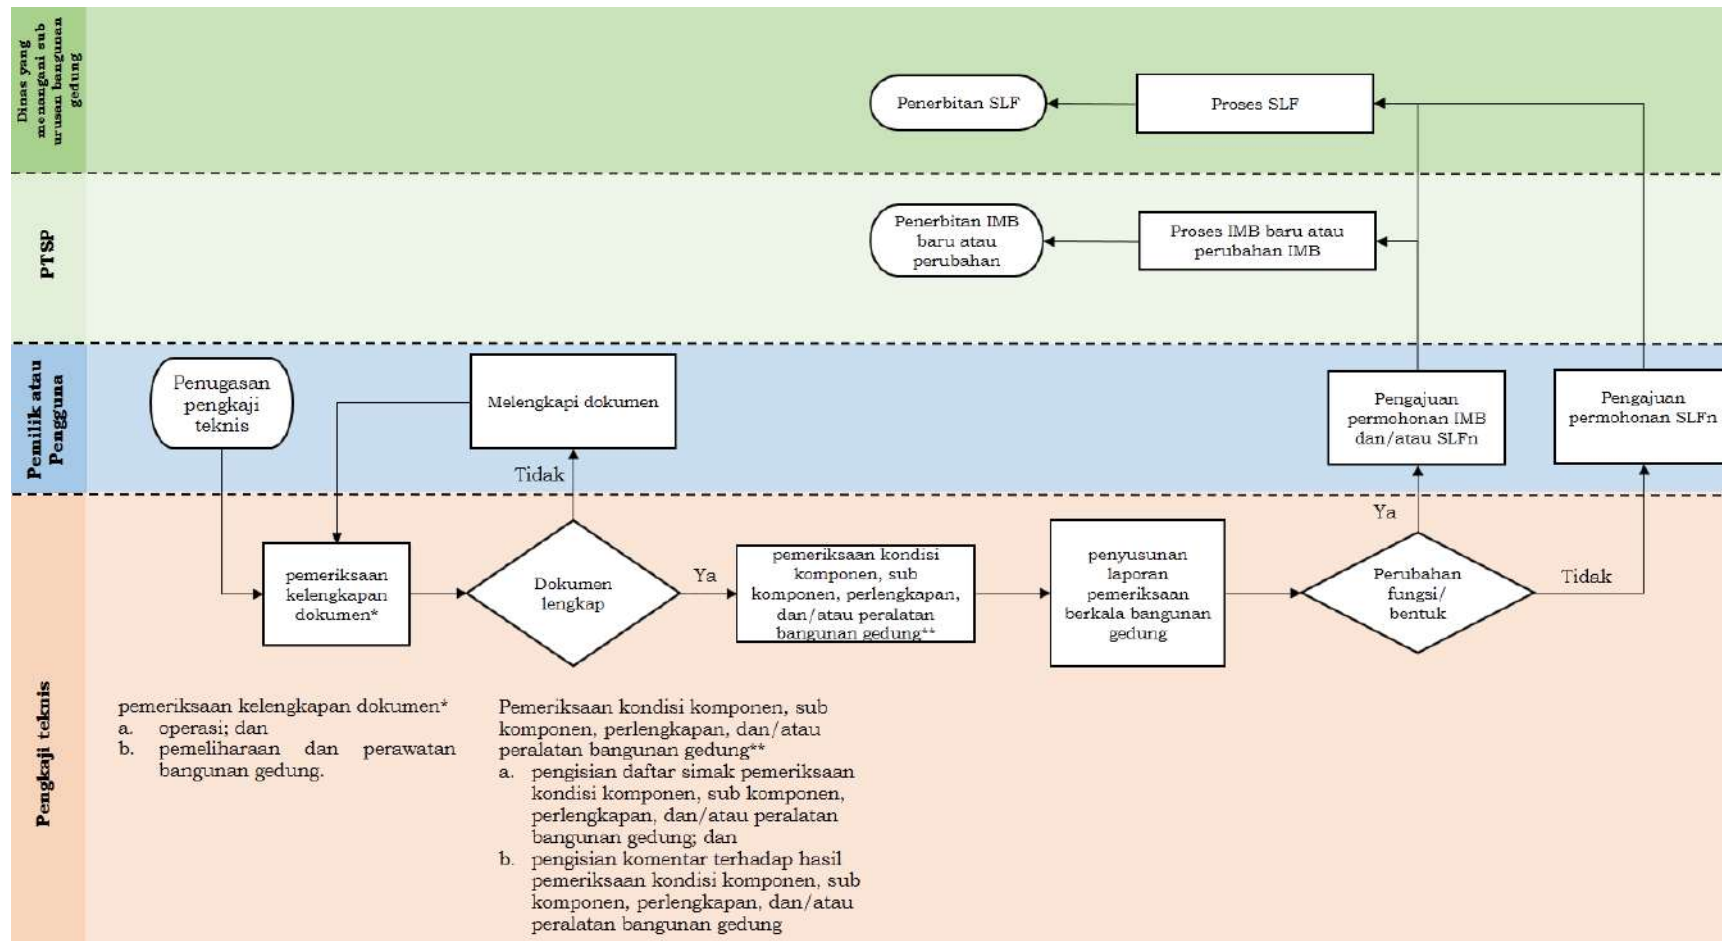 Dinas yang
menangani sub
urusan bangunan
gedung
Penerbitan SLF
Proses SLF
PTSP
Penerbitan IMB
baru atau
perubahan
Proses IMB baru atau
perubahan IMB
Pemilik atau
Pengguna
Penugasan
pengkaji
teknis
Melengkapi dokumen
Tidak
Pengajuan
permohonan IMB
dan/atau SLFn
Pengajuan
permohonan SLFn
Pengkaji teknis
pemeriksaan
kelengkapan
dokumen*
Dokumen
lengkap
Ya
pemeriksaan kondisi
komponen, sub
komponen, perlengkapan,
dan/atau peralatan
bangunan gedung**
penyusunan
laporan
pemeriksaan
berkala bangunan
gedung
Ya
Perubahan
fungsi/
bentuk
Tidak
pemeriksaan kelengkapan dokumen*
a. operasi; dan
b. pemeliharaan dan perawatan
bangunan gedung.
Pemeriksaan kondisi komponen, sub
komponen, perlengkapan, dan/atau
peralatan bangunan gedung**
a. pengisian daftar simak pemeriksaan
kondisi komponen, sub komponen,
perlengkapan, dan/atau peralatan
bangunan gedung; dan
b. pengisian komentar terhadap hasil
pemeriksaan kondisi komponen, sub
komponen, perlengkapan, dan/atau
peralatan bangunan gedung